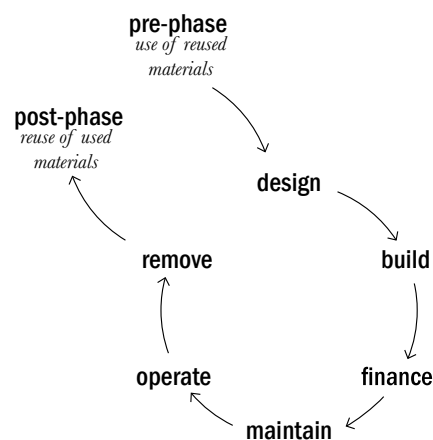 pre-phase
use of reused
materials
post-phase
reuse of used
materials
design
build
finance
maintain
operate
remove